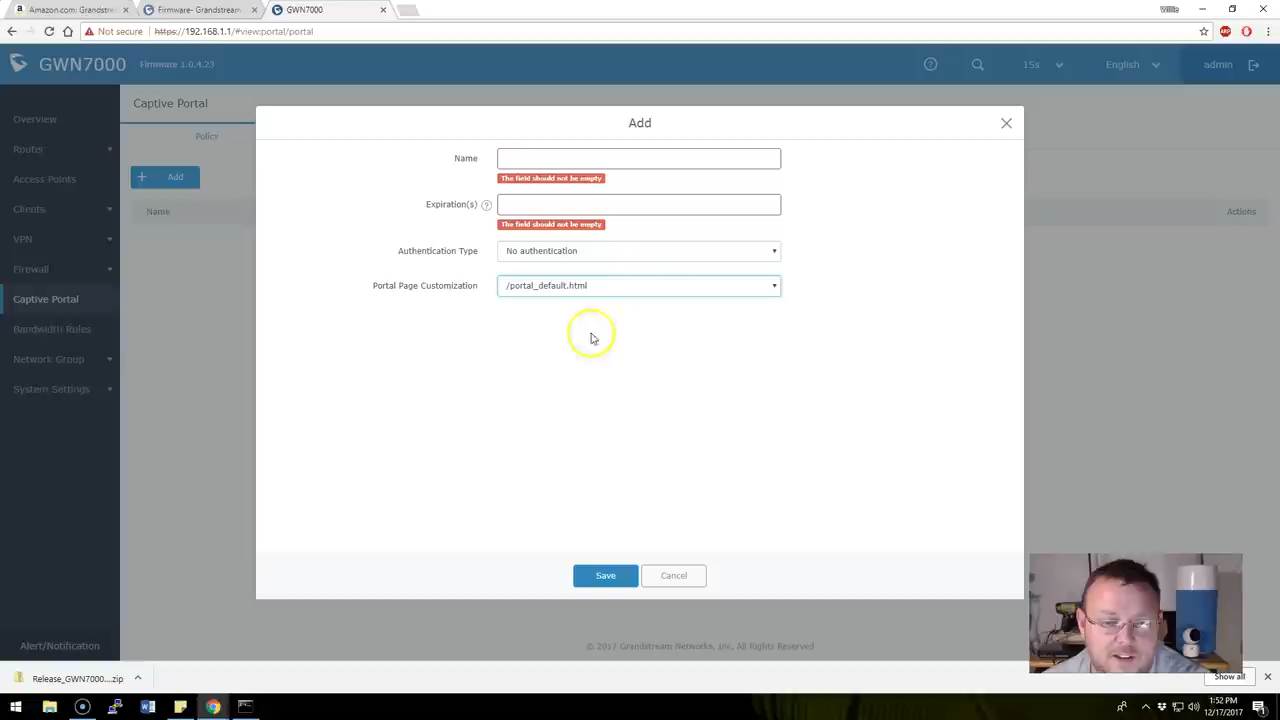 Amazon.com: Grandstre
Firmware- Grandstream
GWN7000
Willie
Not secure
https://192.168.1.1/#view:portal/portal
GWN7000
Firmware 1.0.4.23
15s
English
admin
Captive Portal
Policy
Add
Name
Actions
Overview
Router
Access Points
Clients
VPN
Firewall
Captive Portal
Bandwidth Rules
Network Group
System Settings
Alert/Notification
Add
Name
The field should not be empty
Expiration(s)
The field should not be empty
Authentication Type
No authentication
Portal Page Customization
/portal_default.html
Save
Cancel
© 2017 Grandstream Networks, Inc. All Rights Reserved
Release_GWN7000....zip
Show all
1:52 PM
12/17/2017